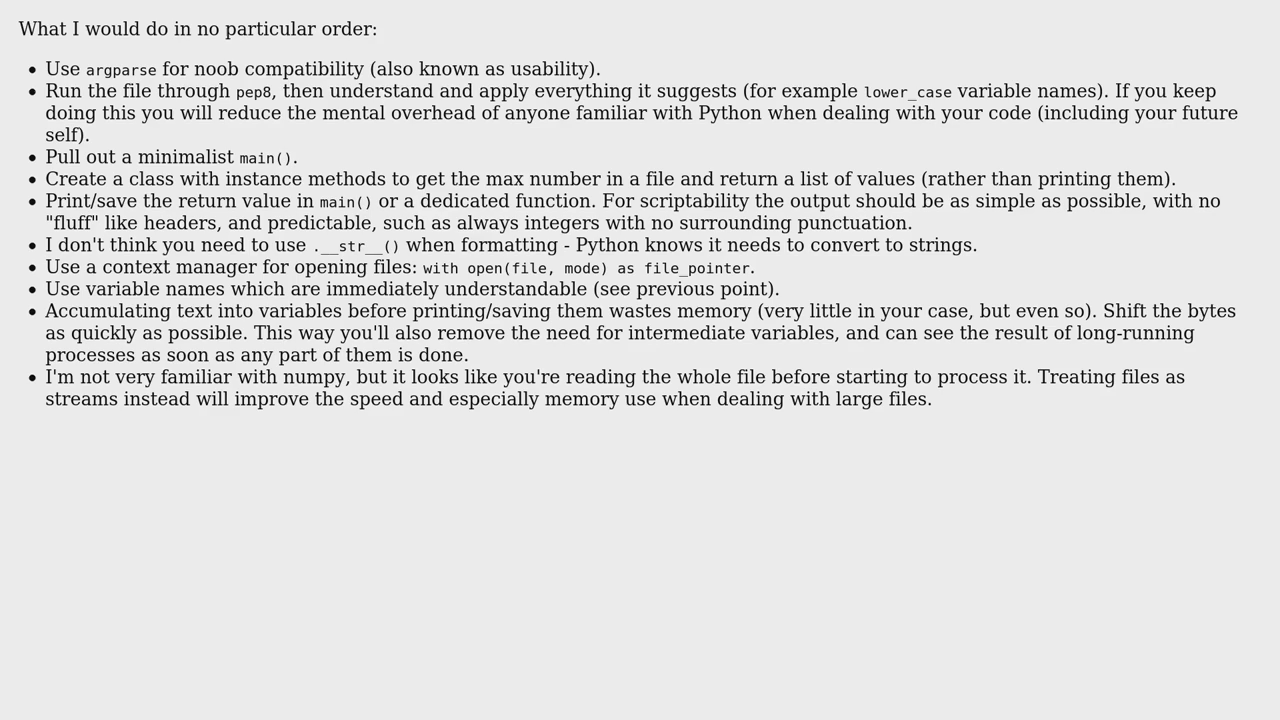 What I would do in no particular order:
• Use argparse for noob compatibility (also known as usability).
• Run the file through pep8, then understand and apply everything it suggests (for example lower_case variable names). If you keep
doing this you will reduce the mental overhead of anyone familiar with Python when dealing with your code (including your future
self).
• Pull out a minimalist main().
• Create a class with instance methods to get the max number in a file and return a list of values (rather than printing them).
• Print/save the return value in main() or a dedicated function. For scriptability the output should be as simple as possible, with no
"fluff" like headers, and predictable, such as always integers with no surrounding punctuation.
• I don't think you need to use .__str__() when formatting - Python knows it needs to convert to strings.
• Use a context manager for opening files: with open(file, mode) as file_pointer.
• Use variable names which are immediately understandable (see previous point).
• Accumulating text into variables before printing/saving them wastes memory (very little in your case, but even so). Shift the bytes
as quickly as possible. This way you'll also remove the need for intermediate variables, and can see the result of long-running
processes as soon as any part of them is done.
• I'm not very familiar with numpy, but it looks like you're reading the whole file before starting to process it. Treating files as
streams instead will improve the speed and especially memory use when dealing with large files.